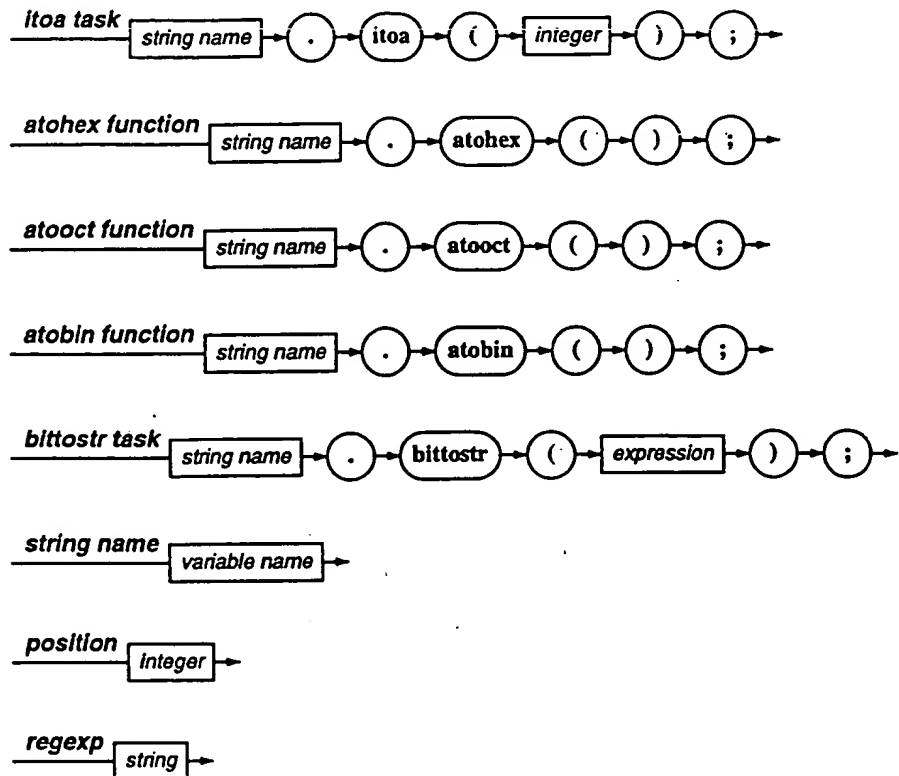 itoa task string name . itoa ( integer ) ;
atohex function string name . atohex ( ) ;
atooct function string name . atooct ( ) ;
atobin function string name . atobin ( ) ;
bittostr task string name . bittostr ( expression ) ;
string name variable name
position integer
regexp string